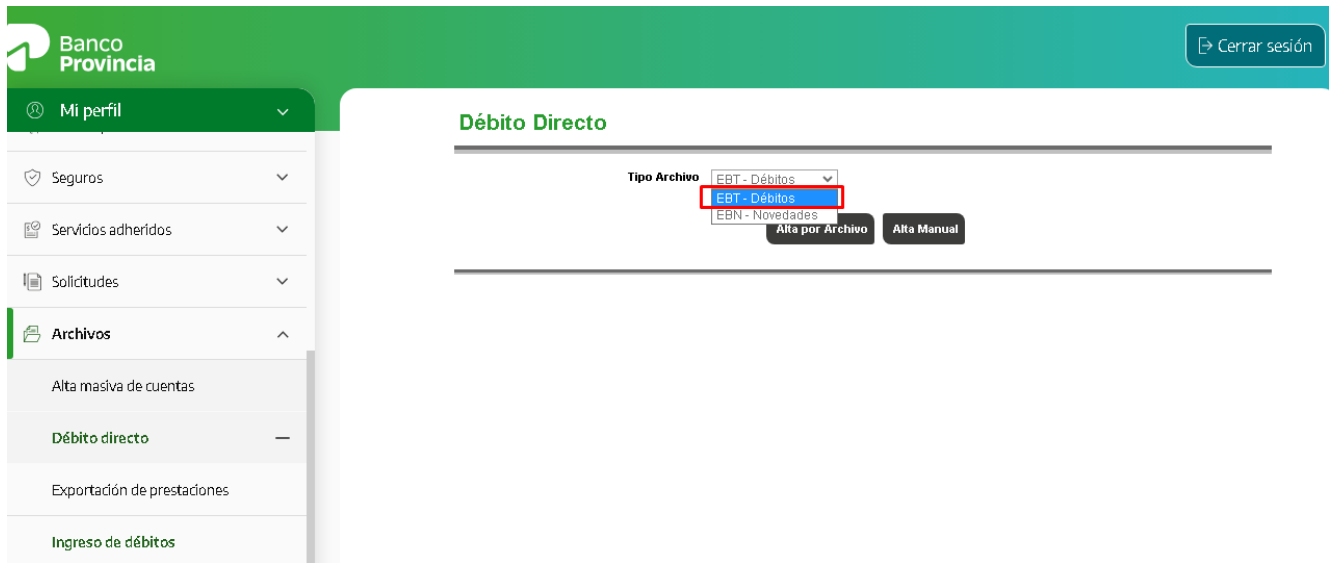 Banco
Provincia
Cerrar sesión
Mi perfil
Seguros
Servicios adheridos
Solicitudes
Archivos
Alta masiva de cuentas
Débito directo
Exportación de prestaciones
Ingreso de débitos
Débito Directo
Tipo Archivo
EBT - Débitos
EBT - Débitos
EBN - Novedades
Alta por Archivo
Alta Manual